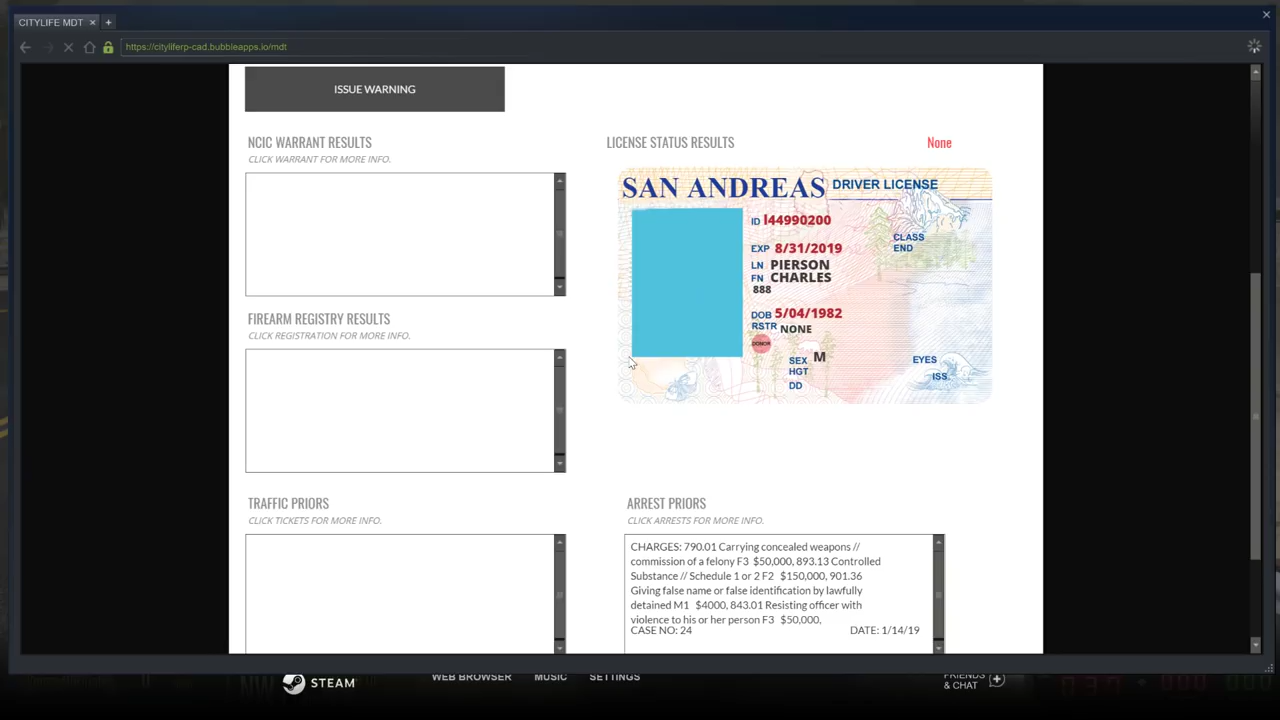 CITYLIFE MDT
https://cityliferp-cad.bubbleapps.io/mdt
ISSUE WARNING
NCIC WARRANT RESULTS
CLICK WARRANT FOR MORE INFO.
LICENSE STATUS RESULTS
None
SAN ANDREAS DRIVER LICENSE
ID I44990200
EXP 8/31/2019
LN PIERSON
FN CHARLES
888
DOB 5/04/1982
RSTR NONE
DONOR
SEX M
HGT
DD
CLASS
END
EYES
ISS
FIREARM REGISTRY RESULTS
CLICK REGISTRATION FOR MORE INFO.
TRAFFIC PRIORS
CLICK TICKETS FOR MORE INFO.
ARREST PRIORS
CLICK ARRESTS FOR MORE INFO.
CHARGES: 790.01 Carrying concealed weapons //
commission of a felony F3 $50,000, 893.13 Controlled
Substance // Schedule 1 or 2 F2 $150,000, 901.36
Giving false name or false identification by lawfully
detained M1 $4000, 843.01 Resisting officer with
violence to his or her person F3 $50,000,
CASE NO: 24 DATE: 1/14/19
STEAM
WEB BROWSER MUSIC SETTINGS
FRIENDS
& CHAT